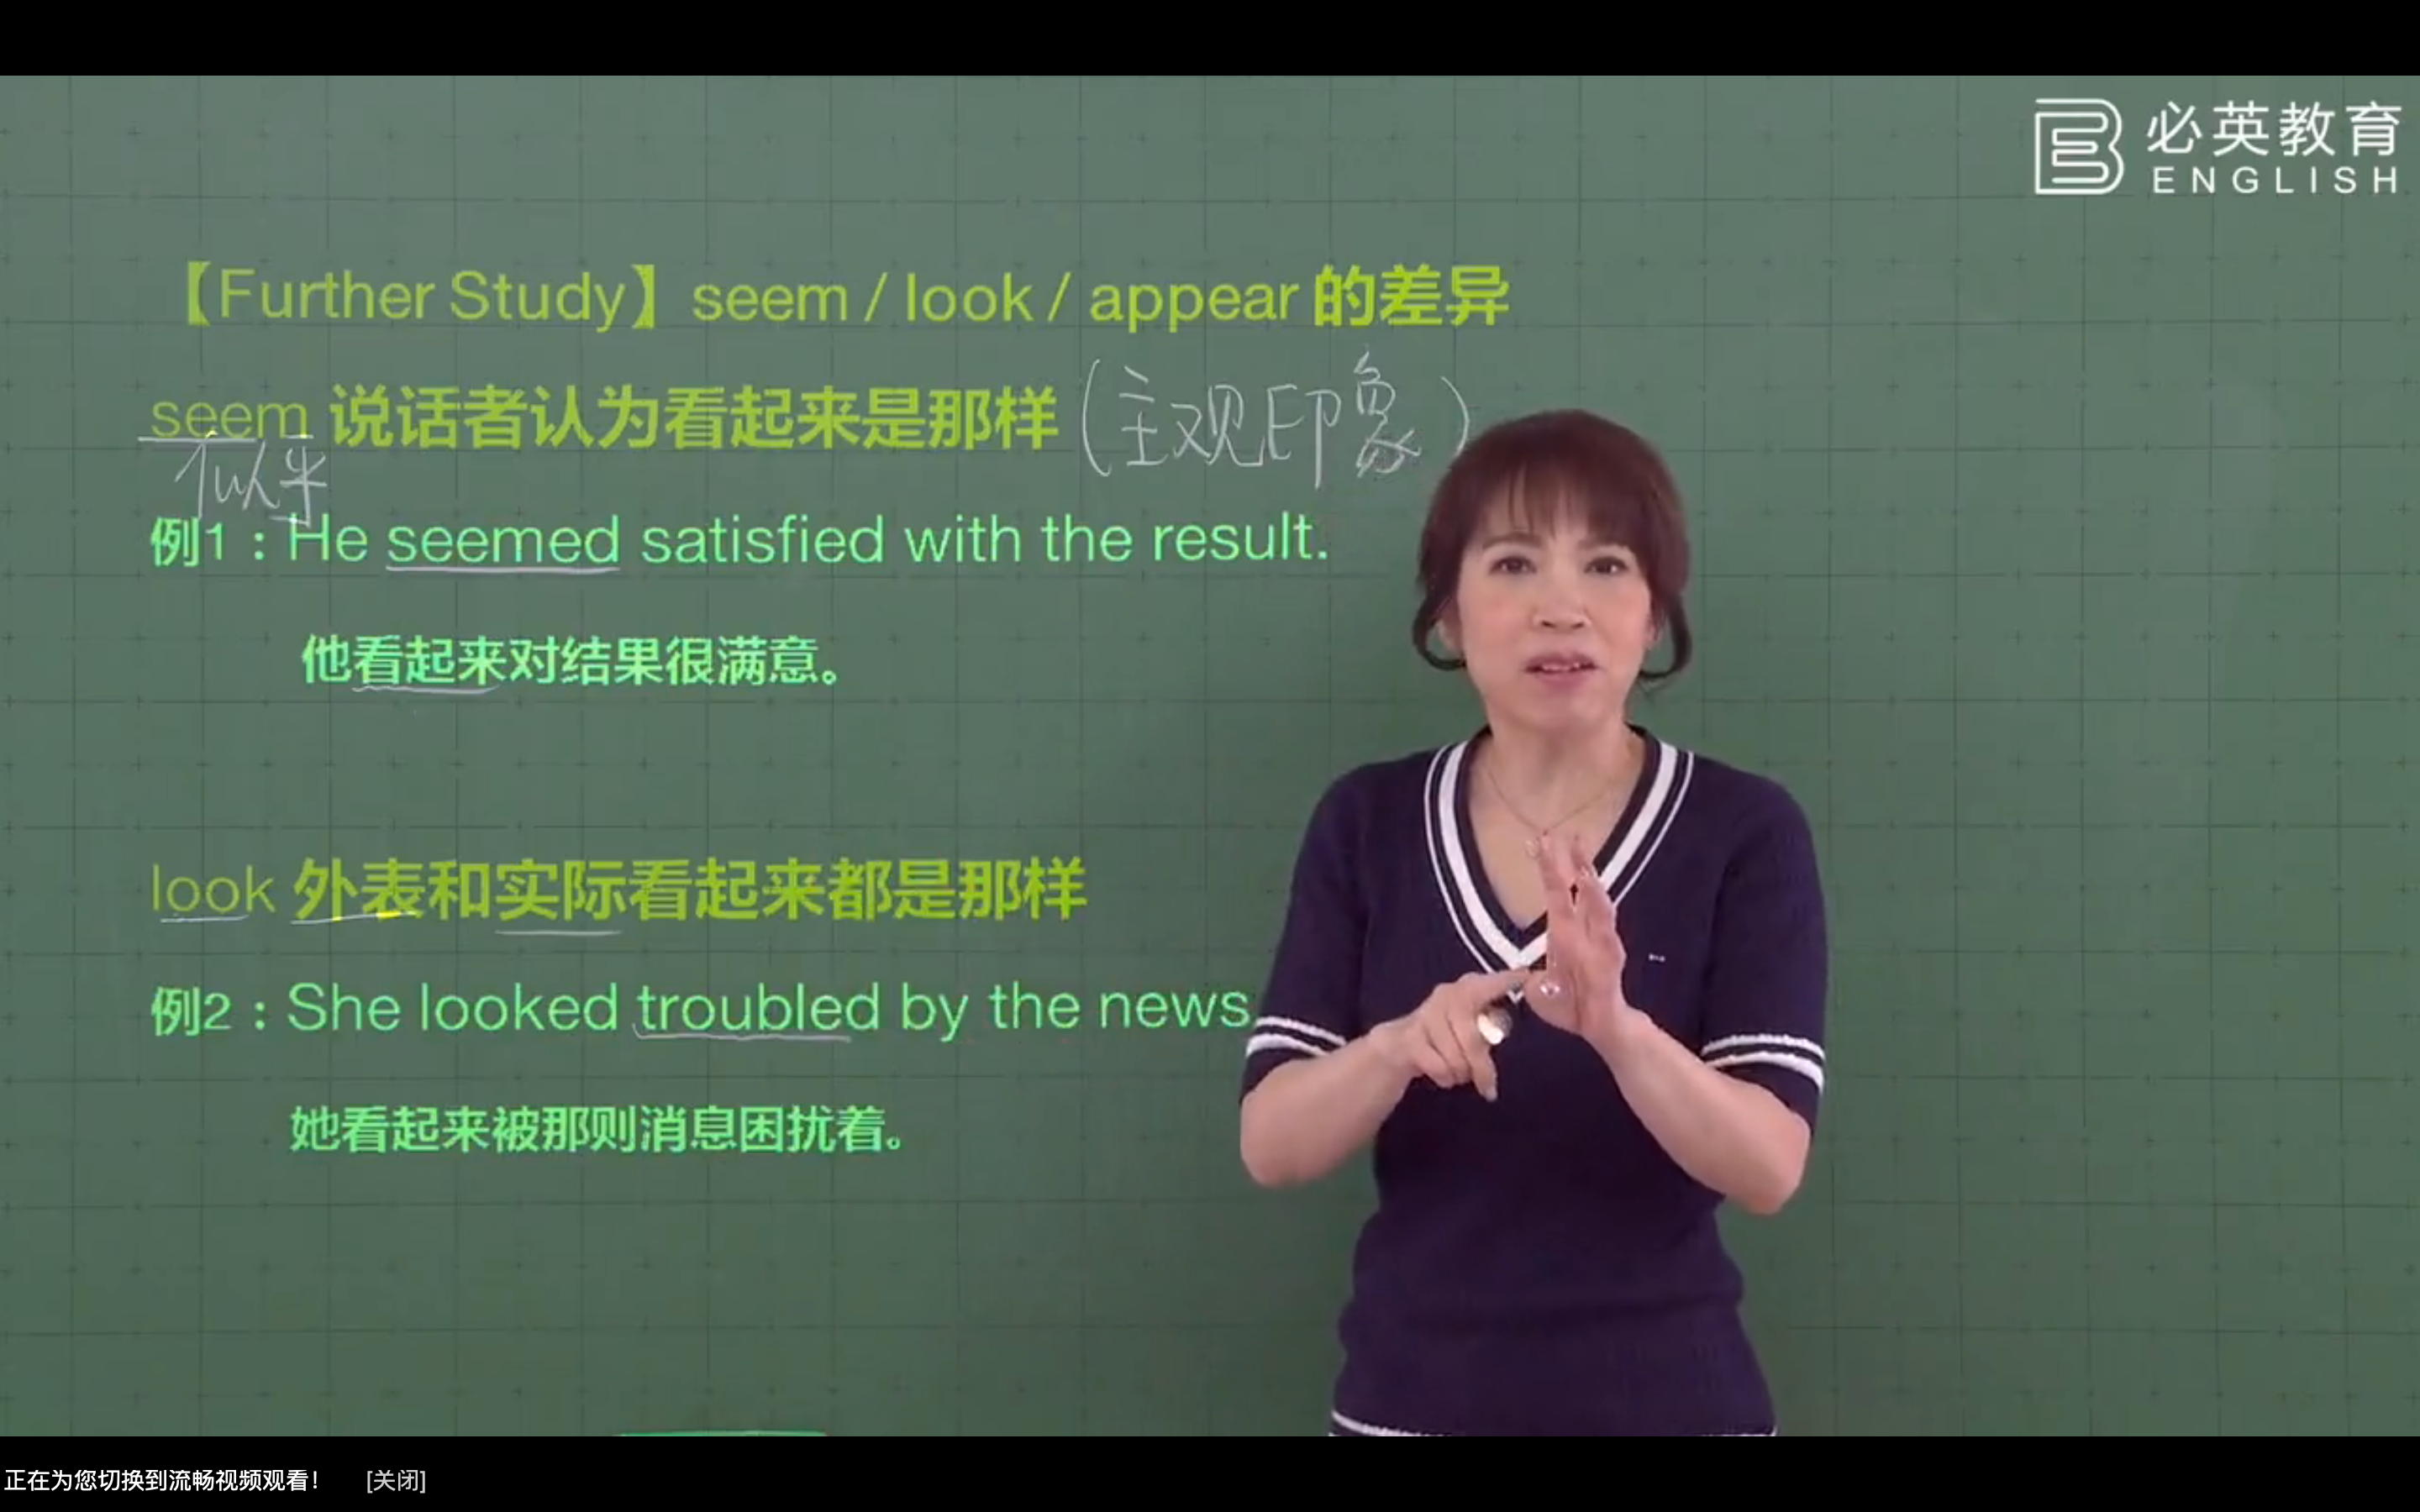 必英教育
ENGLISH
【Further Study】seem / look / appear 的差异
seem 说话者认为看起来是那样 (主观印象)
似乎
例1：He seemed satisfied with the result.
他看起来对结果很满意。
look 外表和实际看起来都是那样
例2：She looked troubled by the news
她看起来被那则消息困扰着。
正在为您切换到流畅视频观看！ [关闭]